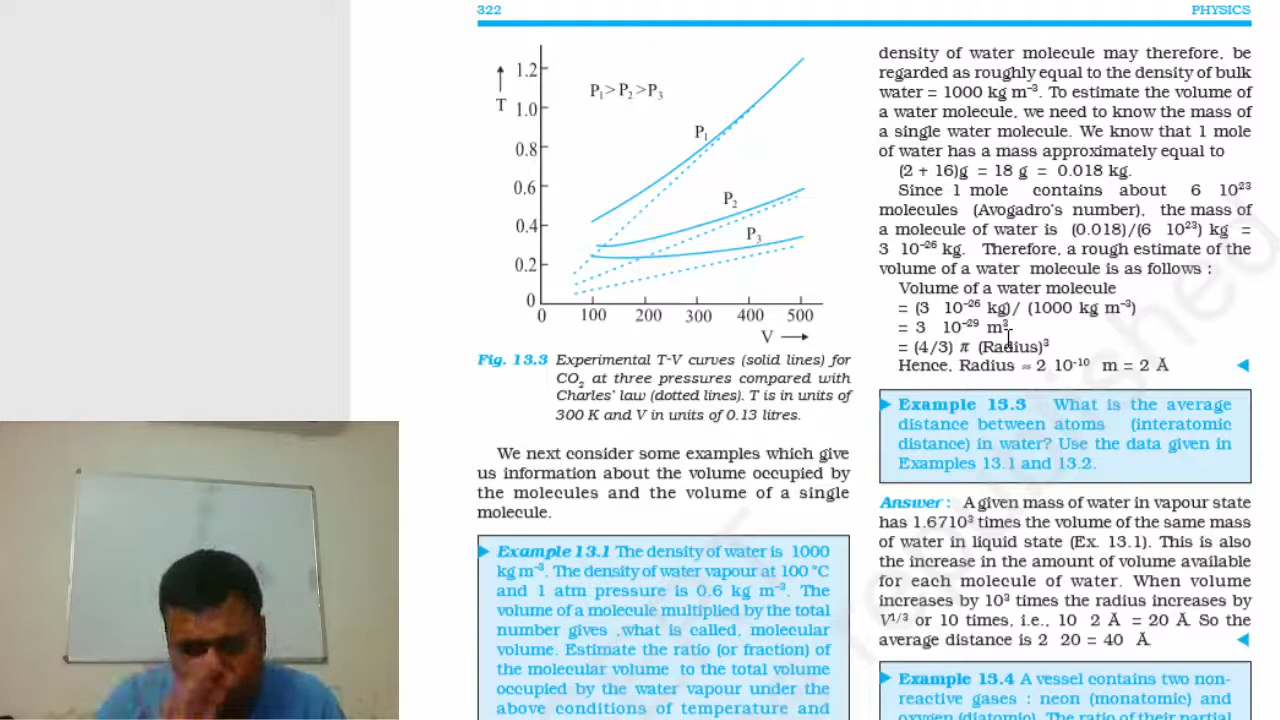 322
PHYSICS
1.2
T
1.0
0.8
0.6
0.4
0.2
0
P₁>P₂>P₃
P₁
P₂
P₃
0 100 200 300 400 500
V
Fig. 13.3 Experimental T-V curves (solid lines) for
CO₂ at three pressures compared with
Charles' law (dotted lines). T is in units of
300 K and V in units of 0.13 litres.
We next consider some examples which give
us information about the volume occupied by
the molecules and the volume of a single
molecule.
Example 13.1 The density of water is 1000
kg m⁻³. The density of water vapour at 100 °C
and 1 atm pressure is 0.6 kg m⁻³. The
volume of a molecule multiplied by the total
number gives ,what is called, molecular
volume. Estimate the ratio (or fraction) of
the molecular volume to the total volume
occupied by the water vapour under the
above conditions of temperature and
density of water molecule may therefore, be
regarded as roughly equal to the density of bulk
water = 1000 kg m⁻³. To estimate the volume of
a water molecule, we need to know the mass of
a single water molecule. We know that 1 mole
of water has a mass approximately equal to
(2 + 16)g = 18 g = 0.018 kg.
Since 1 mole contains about 6 10²³
molecules (Avogadro's number), the mass of
a molecule of water is (0.018)/(6 10²³) kg =
3 10⁻²⁶ kg. Therefore, a rough estimate of the
volume of a water molecule is as follows :
Volume of a water molecule
= (3 10⁻²⁶ kg)/ (1000 kg m⁻³)
= 3 10⁻²⁹ m³
= (4/3) π (Radius)³
Hence, Radius ≈ 2 10⁻¹⁰ m = 2 Å
Example 13.3 What is the average
distance between atoms (interatomic
distance) in water? Use the data given in
Examples 13.1 and 13.2.
Answer : A given mass of water in vapour state
has 1.6710³ times the volume of the same mass
of water in liquid state (Ex. 13.1). This is also
the increase in the amount of volume available
for each molecule of water. When volume
increases by 10³ times the radius increases by
V¹/³ or 10 times, i.e., 10 2 Å = 20 Å. So the
average distance is 2 20 = 40 Å
Example 13.4 A vessel contains two non-
reactive gases : neon (monatomic) and
oxygen (diatomic). The ratio of their partial